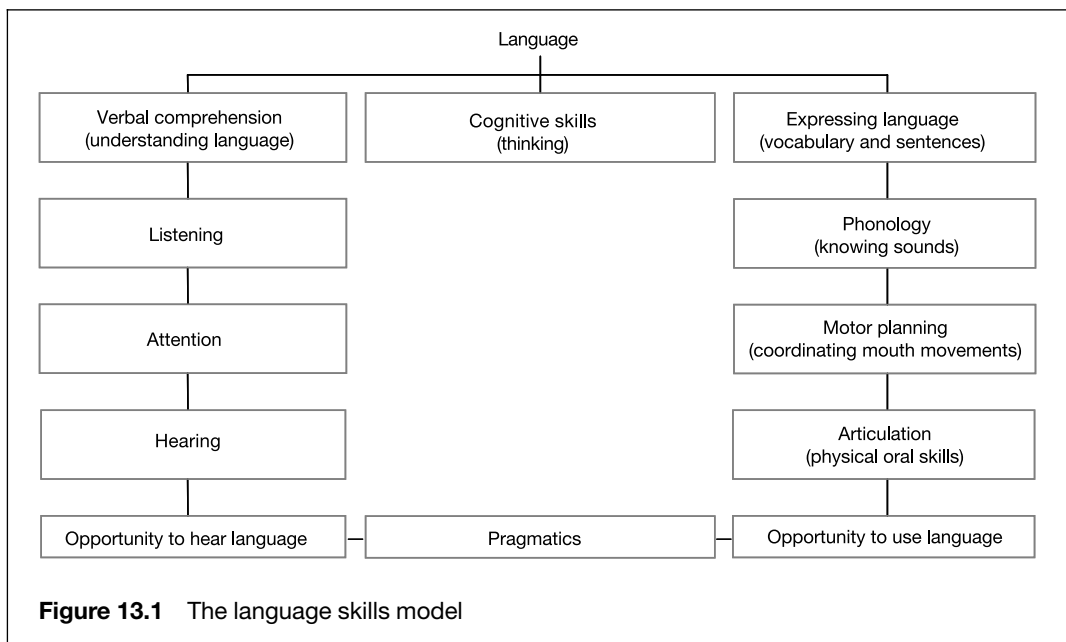 Language
Verbal comprehension
(understanding language)
Cognitive skills
(thinking)
Expressing language
(vocabulary and sentences)
Listening
Phonology
(knowing sounds)
Attention
Motor planning
(coordinating mouth movements)
Hearing
Articulation
(physical oral skills)
Opportunity to hear language
Pragmatics
Opportunity to use language
Figure 13.1 The language skills model